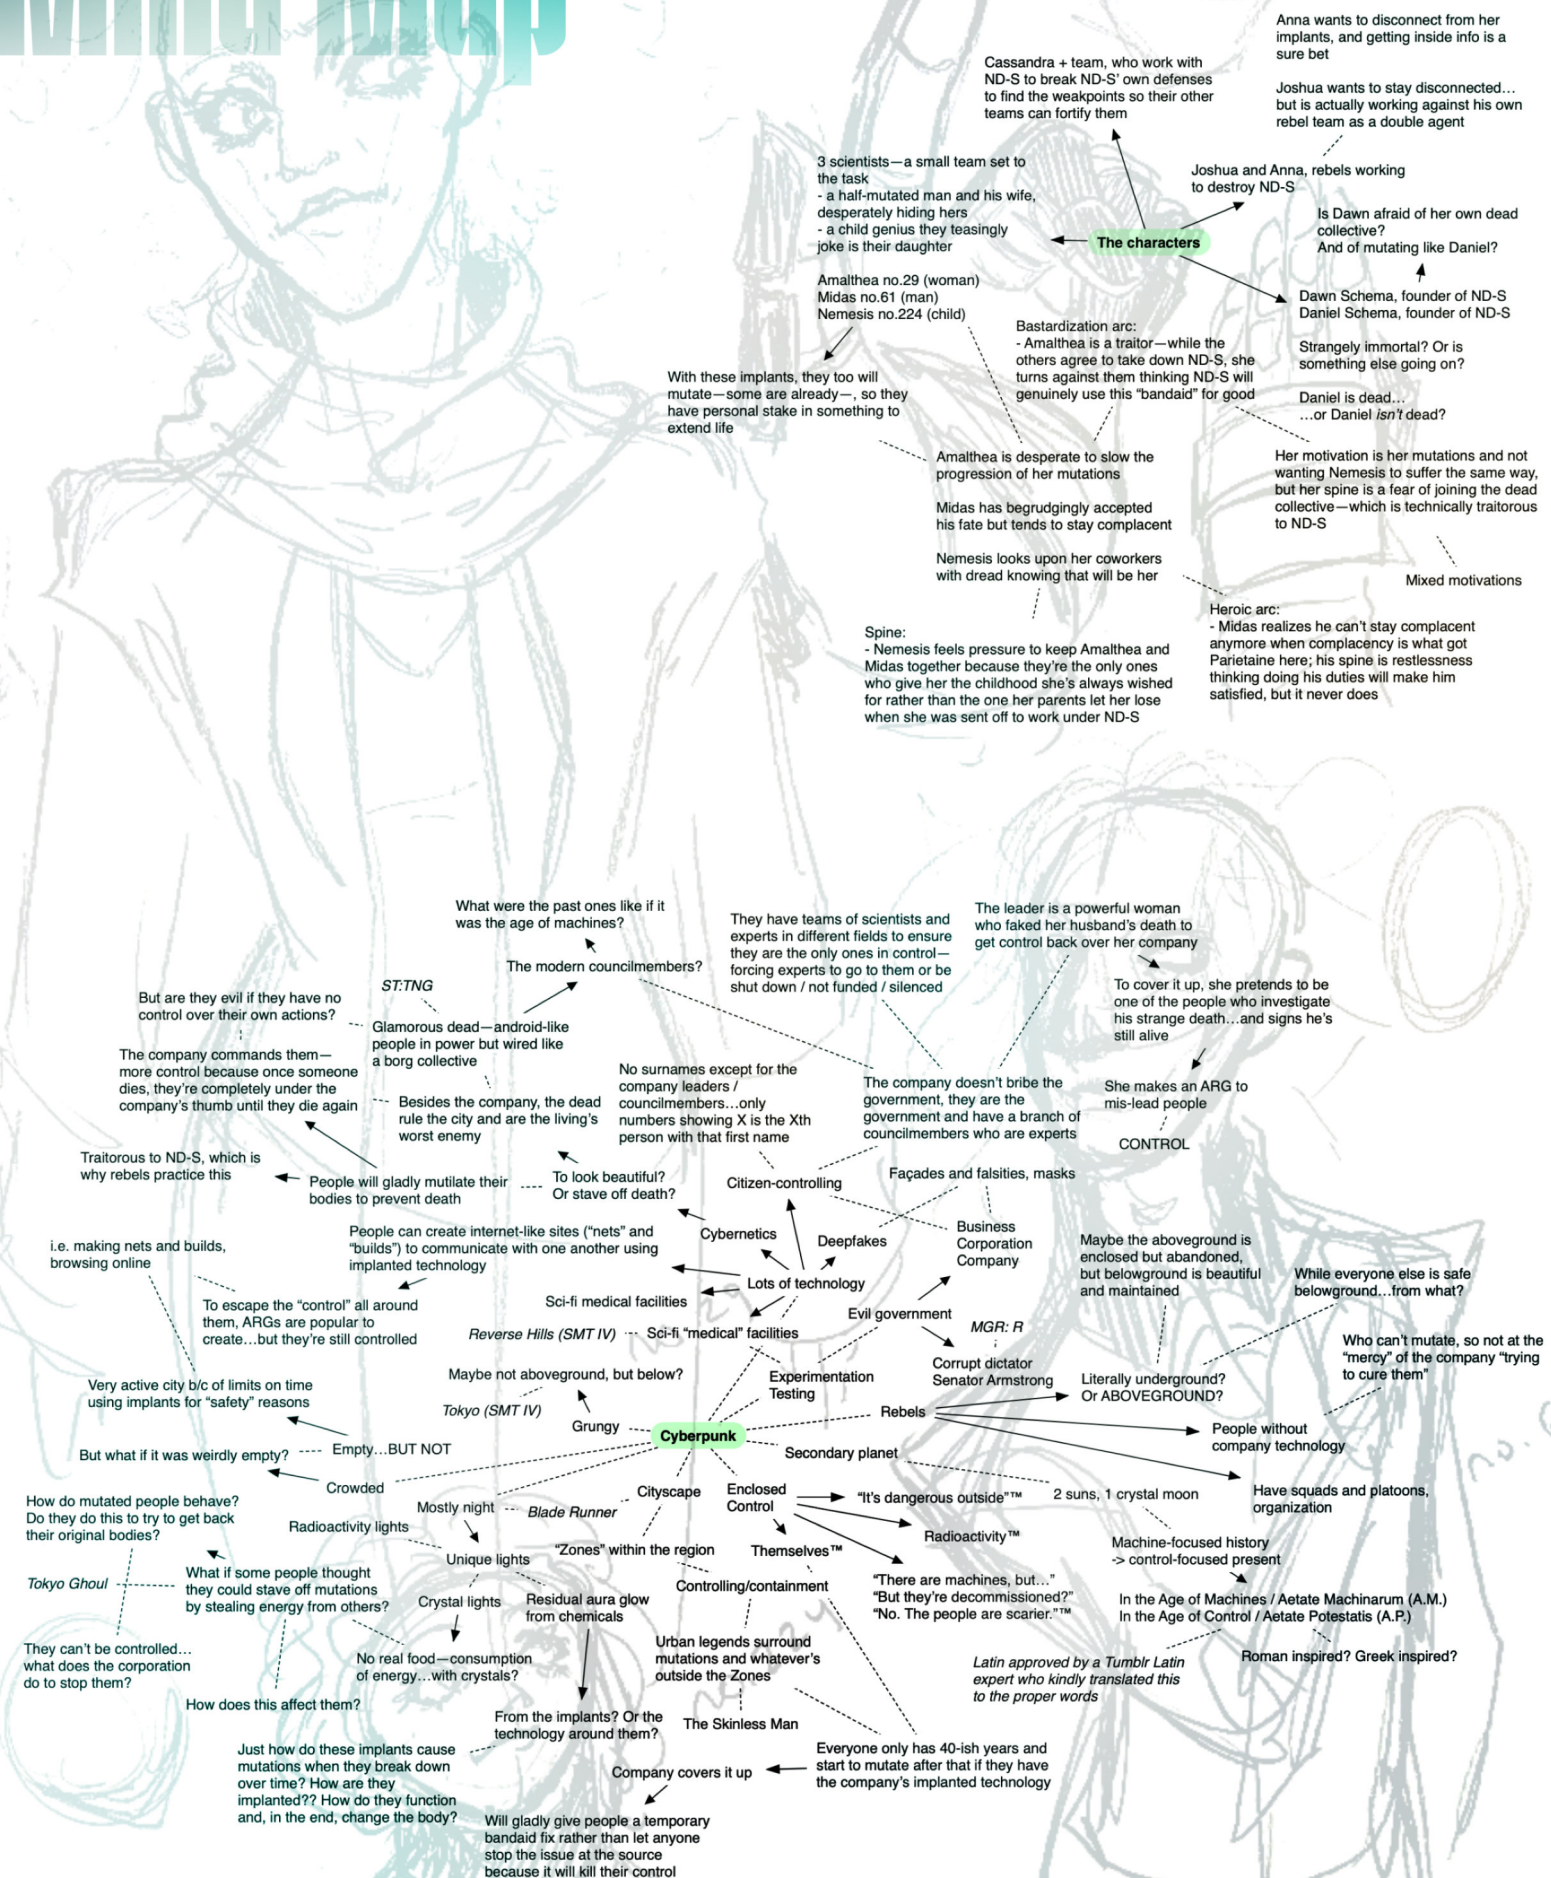 Mind Map
Anna wants to disconnect from her
implants, and getting inside info is a
sure bet
Joshua wants to stay disconnected…
but is actually working against his own
rebel team as a double agent
Cassandra + team, who work with
ND-S to break ND-S’ own defenses
to find the weakpoints so their other
teams can fortify them
3 scientists—a small team set to
the task
- a half-mutated man and his wife,
desperately hiding hers
- a child genius they teasingly
joke is their daughter
Amalthea no.29 (woman)
Midas no.61 (man)
Nemesis no.224 (child)
Joshua and Anna, rebels working
to destroy ND-S
The characters
Is Dawn afraid of her own dead
collective?
And of mutating like Daniel?
Dawn Schema, founder of ND-S
Daniel Schema, founder of ND-S
Strangely immortal? Or is
something else going on?
Daniel is dead…
…or Daniel isn’t dead?
Bastardization arc:
- Amalthea is a traitor—while the
others agree to take down ND-S, she
turns against them thinking ND-S will
genuinely use this “bandaid” for good
With these implants, they too will
mutate—some are already—, so they
have personal stake in something to
extend life
Amalthea is desperate to slow the
progression of her mutations
Midas has begrudgingly accepted
his fate but tends to stay complacent
Nemesis looks upon her coworkers
with dread knowing that will be her
Her motivation is her mutations and not
wanting Nemesis to suffer the same way,
but her spine is a fear of joining the dead
collective—which is technically traitorous
to ND-S
Mixed motivations
Heroic arc:
- Midas realizes he can’t stay complacent
anymore when complacency is what got
Parietaine here; his spine is restlessness
thinking doing his duties will make him
satisfied, but it never does
Spine:
- Nemesis feels pressure to keep Amalthea and
Midas together because they’re the only ones
who give her the childhood she’s always wished
for rather than the one her parents let her lose
when she was sent off to work under ND-S
What were the past ones like if it
was the age of machines?
The modern councilmembers?
They have teams of scientists and
experts in different fields to ensure
they are the only ones in control—
forcing experts to go to them or be
shut down / not funded / silenced
The leader is a powerful woman
who faked her husband’s death to
get control back over her company
To cover it up, she pretends to be
one of the people who investigate
his strange death…and signs he’s
still alive
She makes an ARG to
mis-lead people
CONTROL
ST:TNG
But are they evil if they have no
control over their own actions?
Glamorous dead—android-like
people in power but wired like
a borg collective
The company commands them—
more control because once someone
dies, they’re completely under the
company’s thumb until they die again
Besides the company, the dead
rule the city and are the living’s
worst enemy
No surnames except for the
company leaders /
councilmembers…only
numbers showing X is the Xth
person with that first name
The company doesn’t bribe the
government, they are the
government and have a branch of
councilmembers who are experts
Traitorous to ND-S, which is
why rebels practice this
People will gladly mutilate their
bodies to prevent death
To look beautiful?
Or stave off death?
Citizen-controlling
Façades and falsities, masks
i.e. making nets and builds,
browsing online
People can create internet-like sites (“nets” and
“builds”) to communicate with one another using
implanted technology
Cybernetics
Deepfakes
Business
Corporation
Company
Maybe the aboveground is
enclosed but abandoned,
but belowground is beautiful
and maintained
While everyone else is safe
belowground…from what?
To escape the “control” all around
them, ARGs are popular to
create…but they’re still controlled
Lots of technology
Sci-fi medical facilities
Evil government
Reverse Hills (SMT IV)
Sci-fi “medical” facilities
MGR: R
Who can’t mutate, so not at the
“mercy” of the company “trying
to cure them”
Corrupt dictator
Senator Armstrong
Very active city b/c of limits on time
using implants for “safety” reasons
Maybe not aboveground, but below?
Tokyo (SMT IV)
Experimentation
Testing
Literally underground?
Or ABOVEGROUND?
Rebels
Grungy
Cyberpunk
People without
company technology
But what if it was weirdly empty?
Empty…BUT NOT
Secondary planet
Crowded
Cityscape
Enclosed
Control
“It’s dangerous outside”™
2 suns, 1 crystal moon
Have squads and platoons,
organization
How do mutated people behave?
Do they do this to try to get back
their original bodies?
Mostly night
Blade Runner
Radioactivity lights
Radioactivity™
Machine-focused history
-> control-focused present
Unique lights
“Zones” within the region
Themselves™
Tokyo Ghoul
What if some people thought
they could stave off mutations
by stealing energy from others?
Crystal lights
Residual aura glow
from chemicals
Controlling/containment
“There are machines, but…”
“But they’re decommissioned?”
“No. The people are scarier.”™
In the Age of Machines / Aetate Machinarum (A.M.)
In the Age of Control / Aetate Potestatis (A.P.)
They can’t be controlled…
what does the corporation
do to stop them?
No real food—consumption
of energy…with crystals?
Urban legends surround
mutations and whatever’s
outside the Zones
Latin approved by a Tumblr Latin
expert who kindly translated this
to the proper words
Roman inspired? Greek inspired?
How does this affect them?
From the implants? Or the
technology around them?
The Skinless Man
Just how do these implants cause
mutations when they break down
over time? How are they
implanted?? How do they function
and, in the end, change the body?
Company covers it up
Everyone only has 40-ish years and
start to mutate after that if they have
the company’s implanted technology
Will gladly give people a temporary
bandaid fix rather than let anyone
stop the issue at the source
because it will kill their control